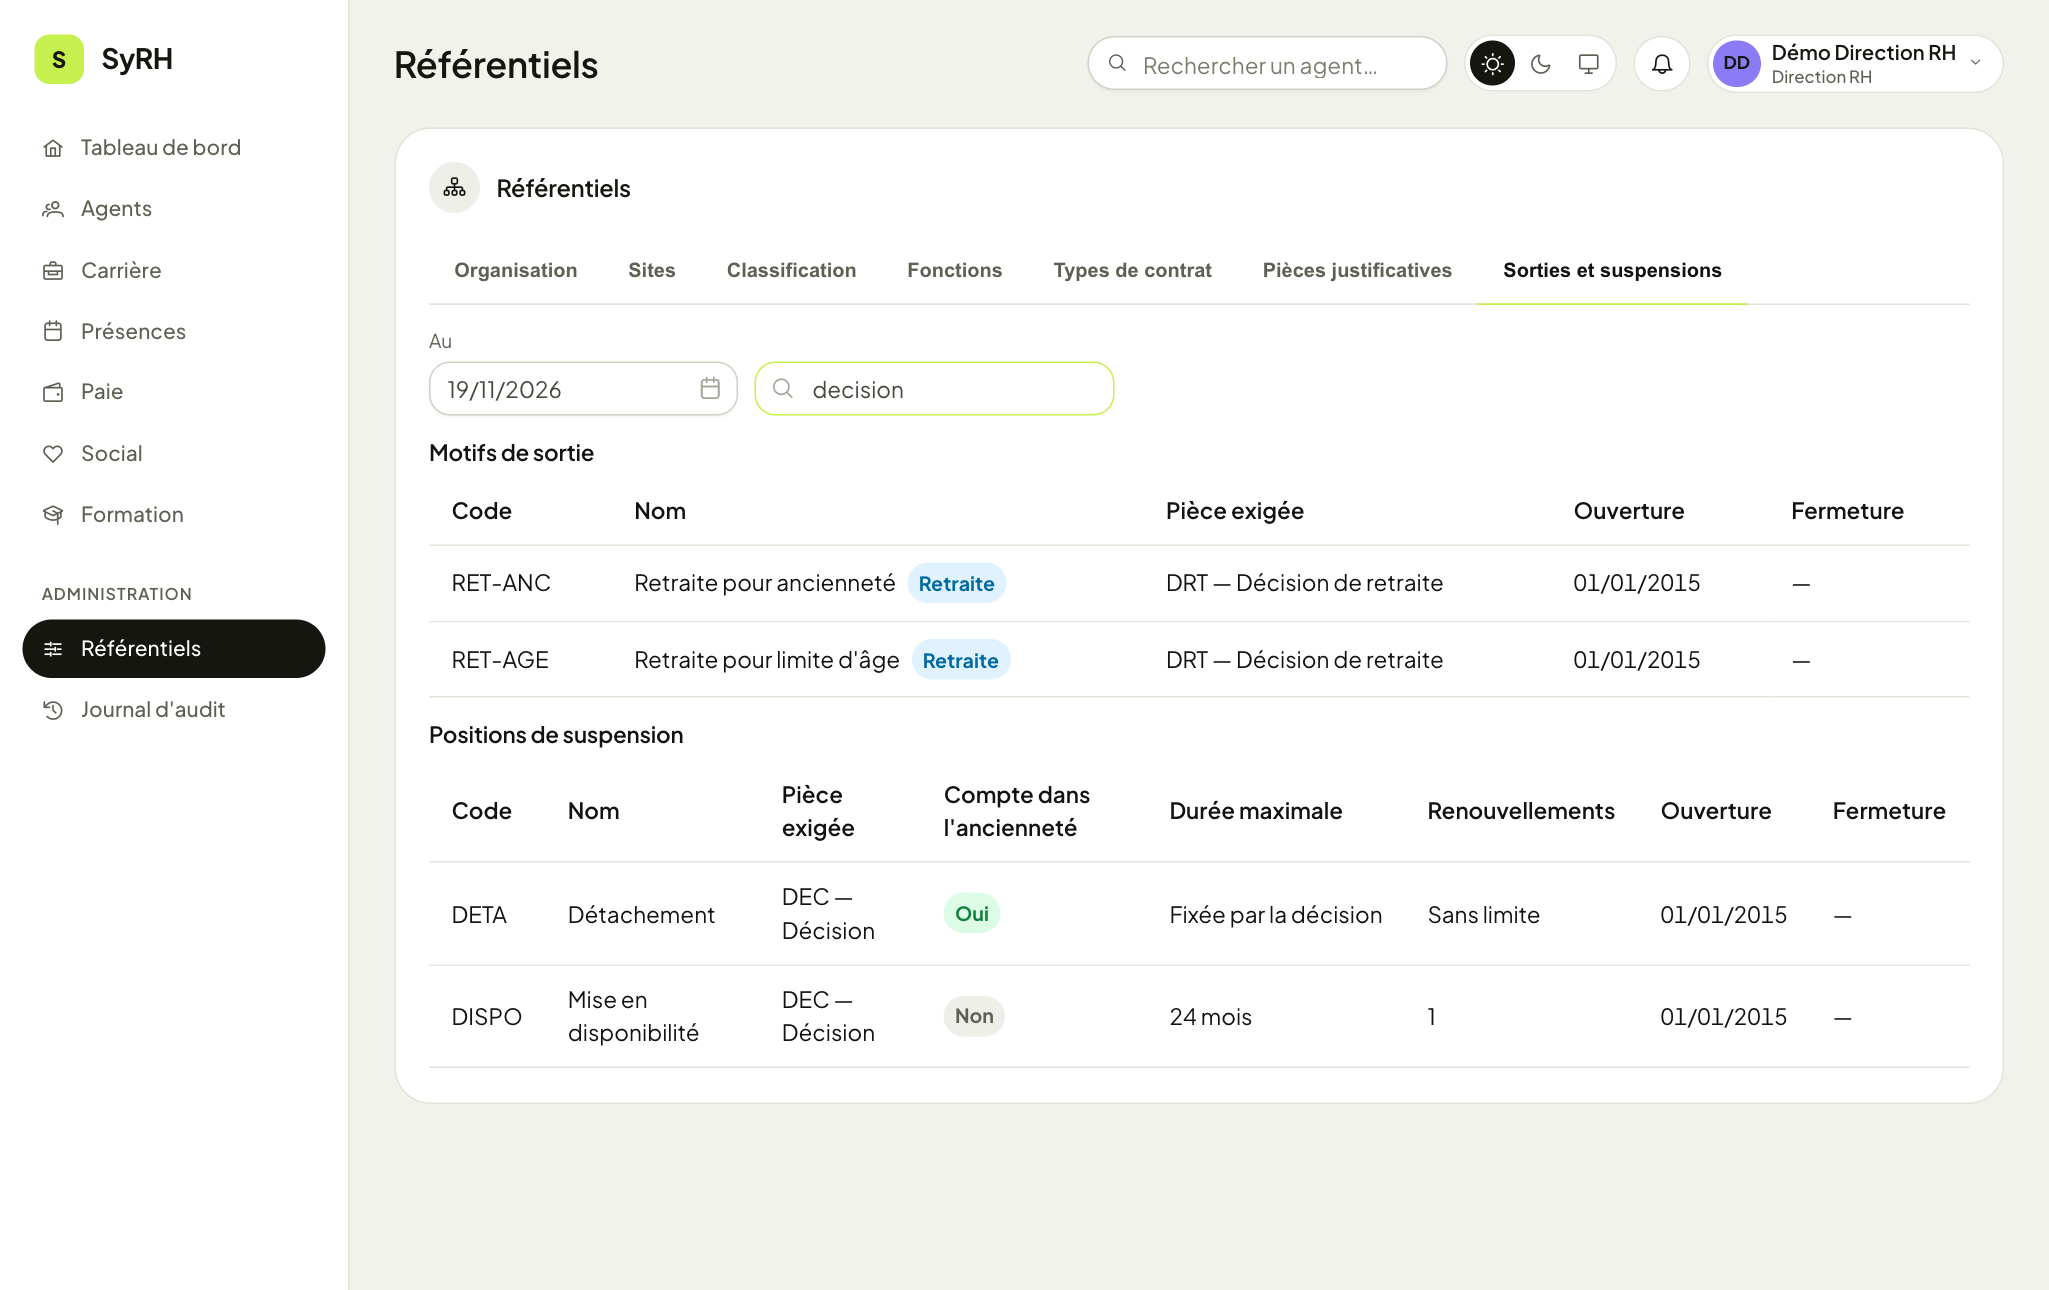 S SyRH
Tableau de bord
Agents
Carrière
Présences
Paie
Social
Formation
ADMINISTRATION
Référentiels
Journal d'audit
Référentiels
Rechercher un agent...
DD
Démo Direction RH
Direction RH
Référentiels
Organisation Sites Classification Fonctions Types de contrat Pièces justificatives Sorties et suspensions
Au
19/11/2026
decision
Motifs de sortie
Code Nom Pièce exigée Ouverture Fermeture
RET-ANC Retraite pour ancienneté Retraite DRT — Décision de retraite 01/01/2015 —
RET-AGE Retraite pour limite d'âge Retraite DRT — Décision de retraite 01/01/2015 —
Positions de suspension
Code Nom Pièce exigée Compte dans l'ancienneté Durée maximale Renouvellements Ouverture Fermeture
DETA Détachement DEC — Décision Oui Fixée par la décision Sans limite 01/01/2015 —
DISPO Mise en disponibilité DEC — Décision Non 24 mois 1 01/01/2015 —